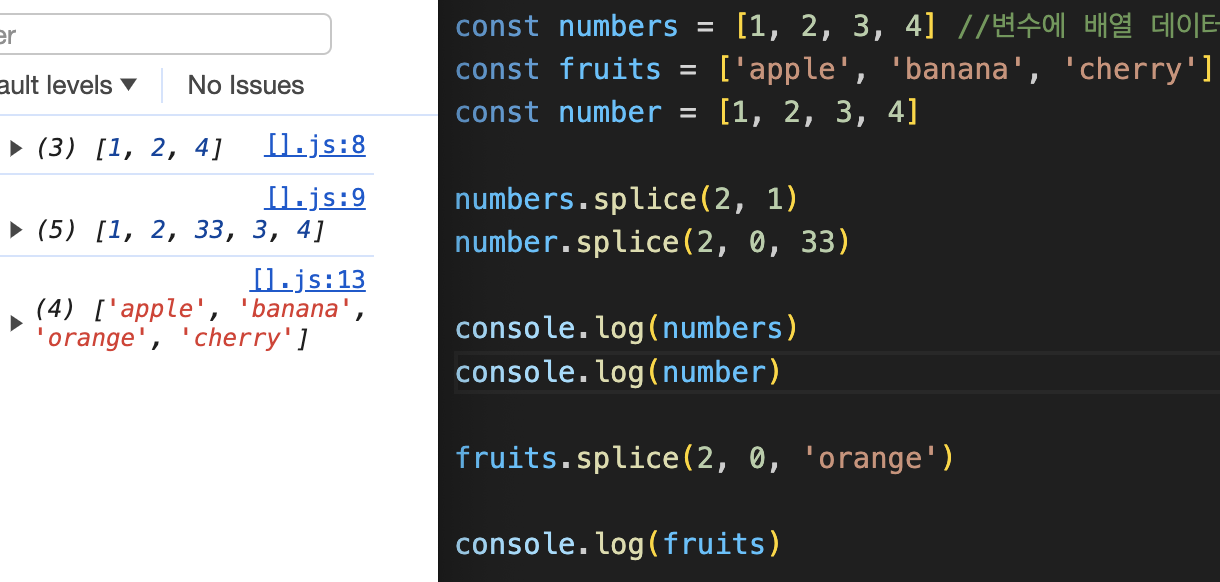 er
ault levels ▼ No Issues
▶ (3) [1, 2, 4] [].js:8
[].js:9
▶ (5) [1, 2, 33, 3, 4]
[].js:13
▶ (4) ['apple', 'banana',
'orange', 'cherry']
const numbers = [1, 2, 3, 4] //변수에 배열 데이터
const fruits = ['apple', 'banana', 'cherry']
const number = [1, 2, 3, 4]
numbers.splice(2, 1)
number.splice(2, 0, 33)
console.log(numbers)
console.log(number)
fruits.splice(2, 0, 'orange')
console.log(fruits)